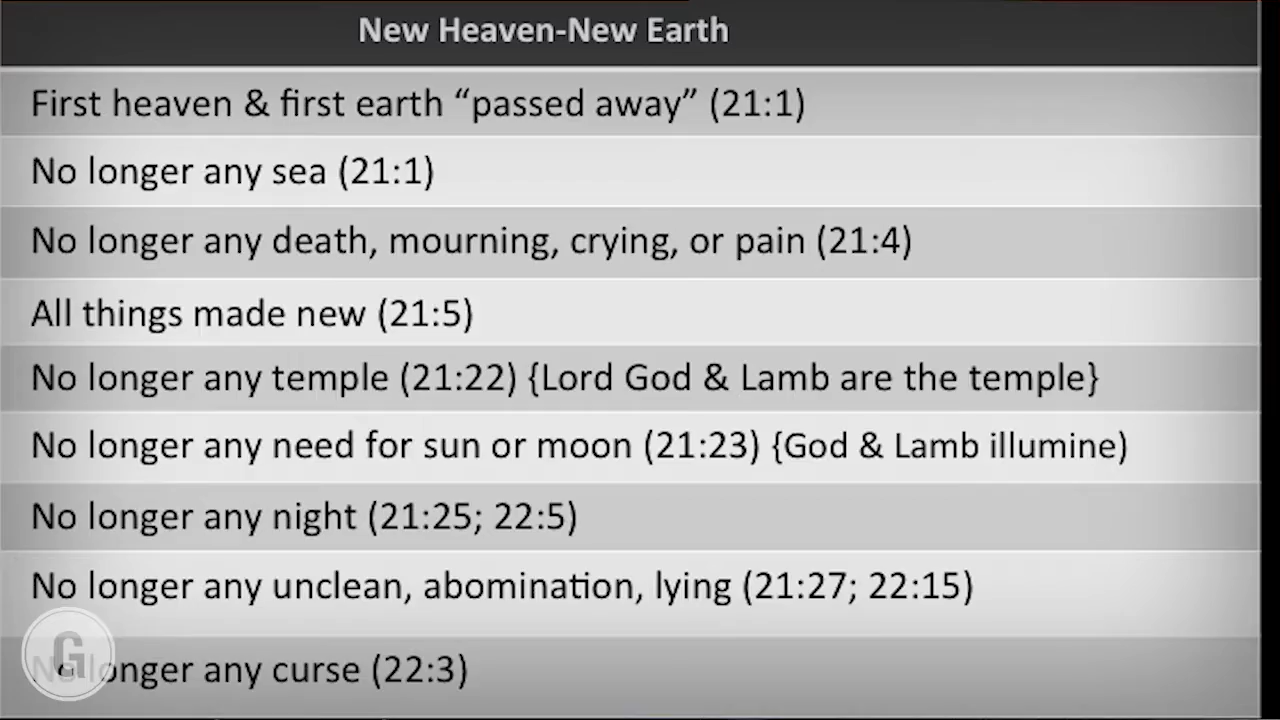 New Heaven-New Earth
First heaven & first earth “passed away” (21:1)
No longer any sea (21:1)
No longer any death, mourning, crying, or pain (21:4)
All things made new (21:5)
No longer any temple (21:22) {Lord God & Lamb are the temple}
No longer any need for sun or moon (21:23) {God & Lamb illumine)
No longer any night (21:25; 22:5)
No longer any unclean, abomination, lying (21:27; 22:15)
No longer any curse (22:3)
G